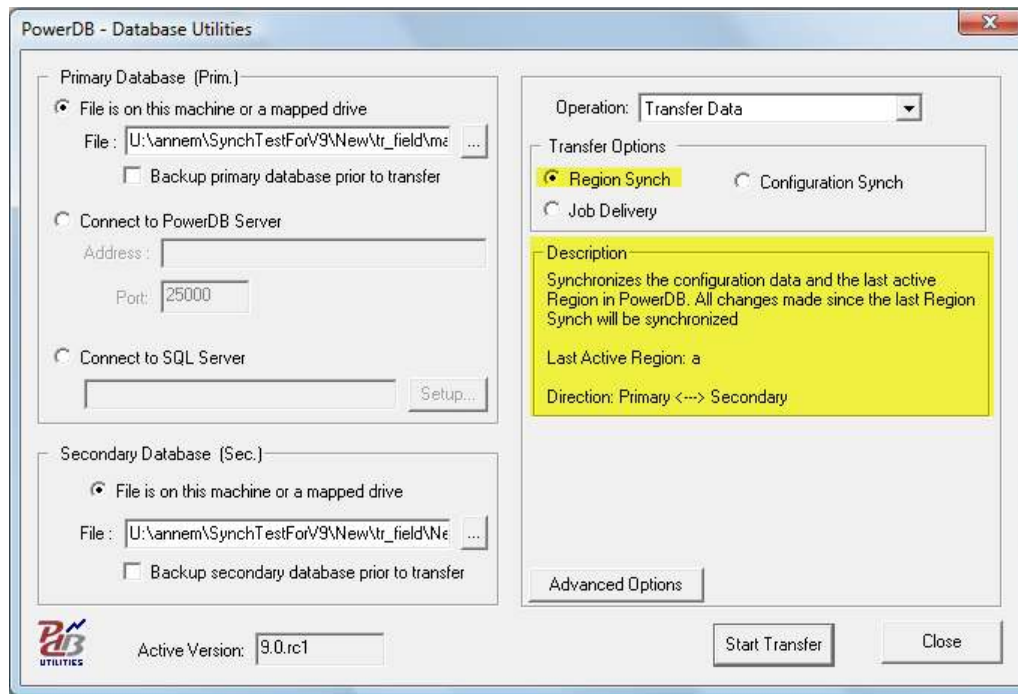 PowerDB - Database Utilities
Primary Database (Prim.)
File is on this machine or a mapped drive
File : U:\annem\SynchTestForV9\New\tr_field\ma ...
Backup primary database prior to transfer
Connect to PowerDB Server
Address :
Port: 25000
Connect to SQL Server
Setup...
Secondary Database (Sec.)
File is on this machine or a mapped drive
File : U:\annem\SynchTestForV9\New\tr_field\Ne ...
Backup secondary database prior to transfer
Operation: Transfer Data
Transfer Options
Region Synch Configuration Synch
Job Delivery
Description
Synchronizes the configuration data and the last active
Region in PowerDB. All changes made since the last Region
Synch will be synchronized
Last Active Region: a
Direction: Primary <---> Secondary
Advanced Options
PdB
UTILITIES
Active Version: 9.0.rc1
Start Transfer
Close